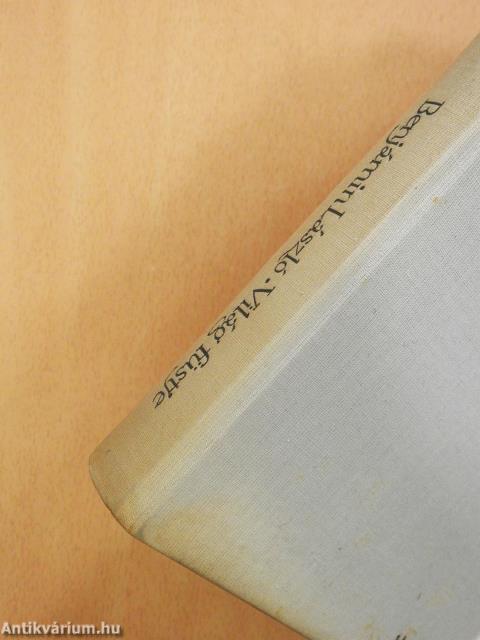 Benjámin László • Világ füstje
Antikvárium.hu